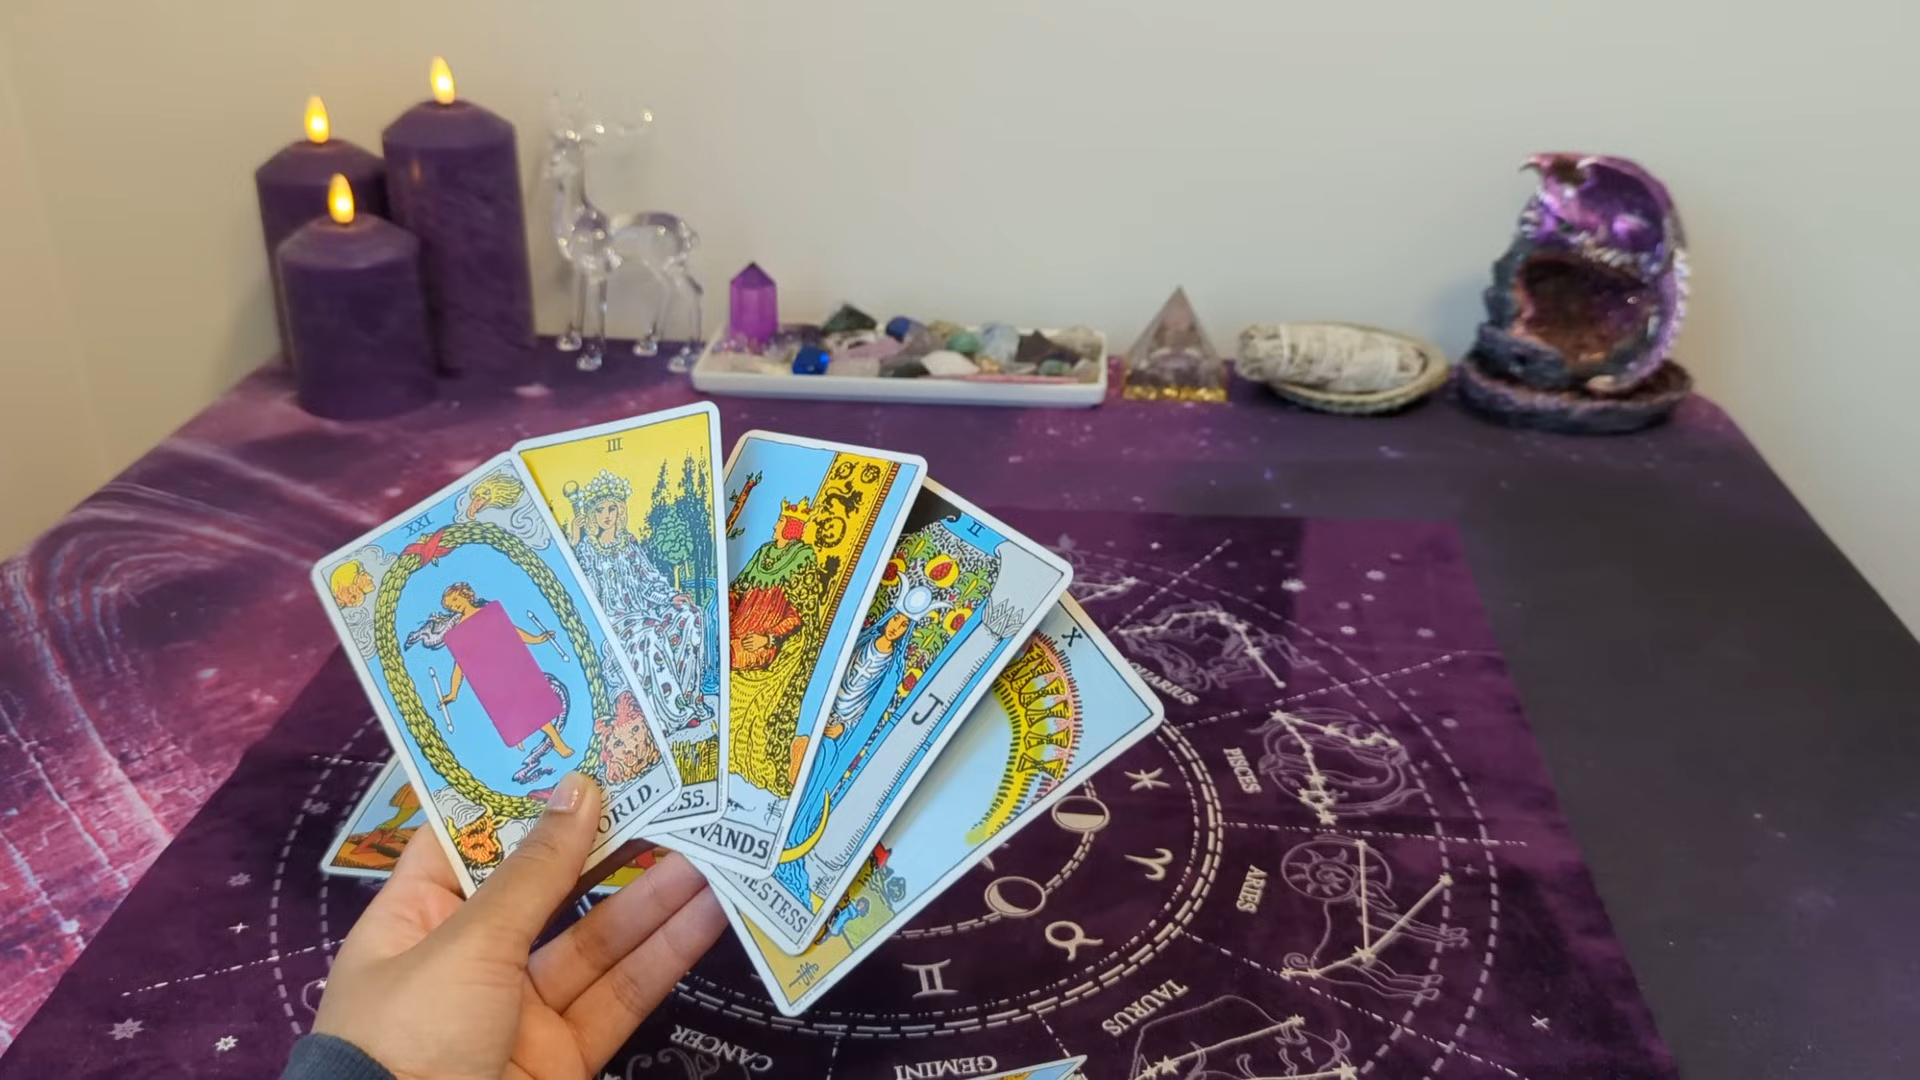 XXI
III
II
X
ORLD.
ESS.
WANDS
ESTESS
J
AQUARIUS
PISCES
ARIES
TAURUS
GEMINI
CANCER